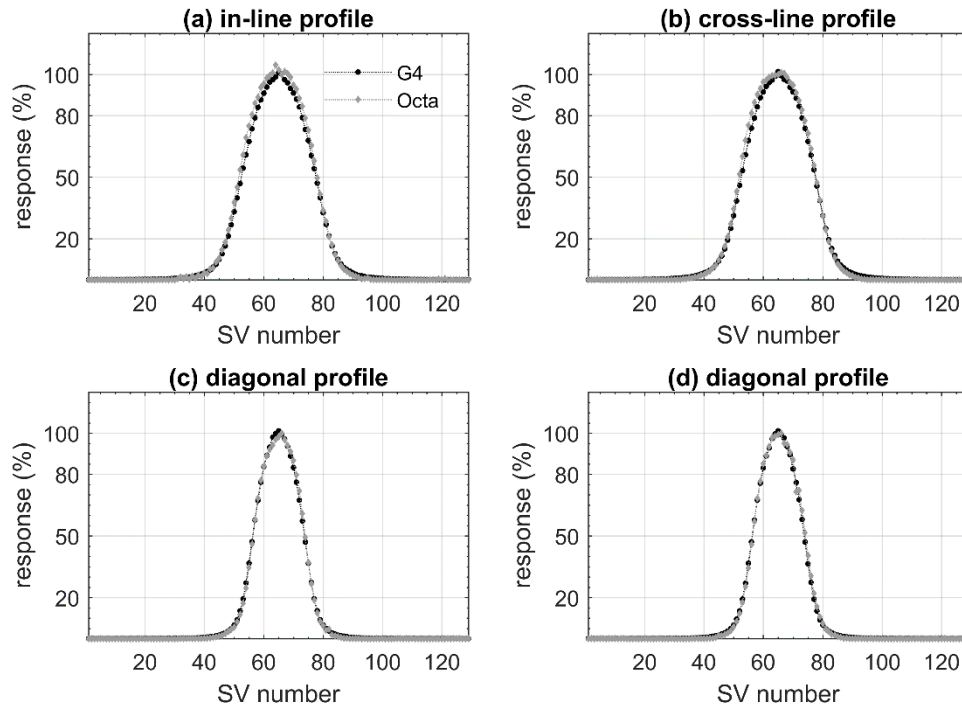 (a) in-line profile
G4
Octa
response (%)
100
80
50
20
20 40 60 80 100 120
SV number
(b) cross-line profile
response (%)
100
80
50
20
20 40 60 80 100 120
SV number
(c) diagonal profile
response (%)
100
80
50
20
20 40 60 80 100 120
SV number
(d) diagonal profile
response (%)
100
80
50
20
20 40 60 80 100 120
SV number